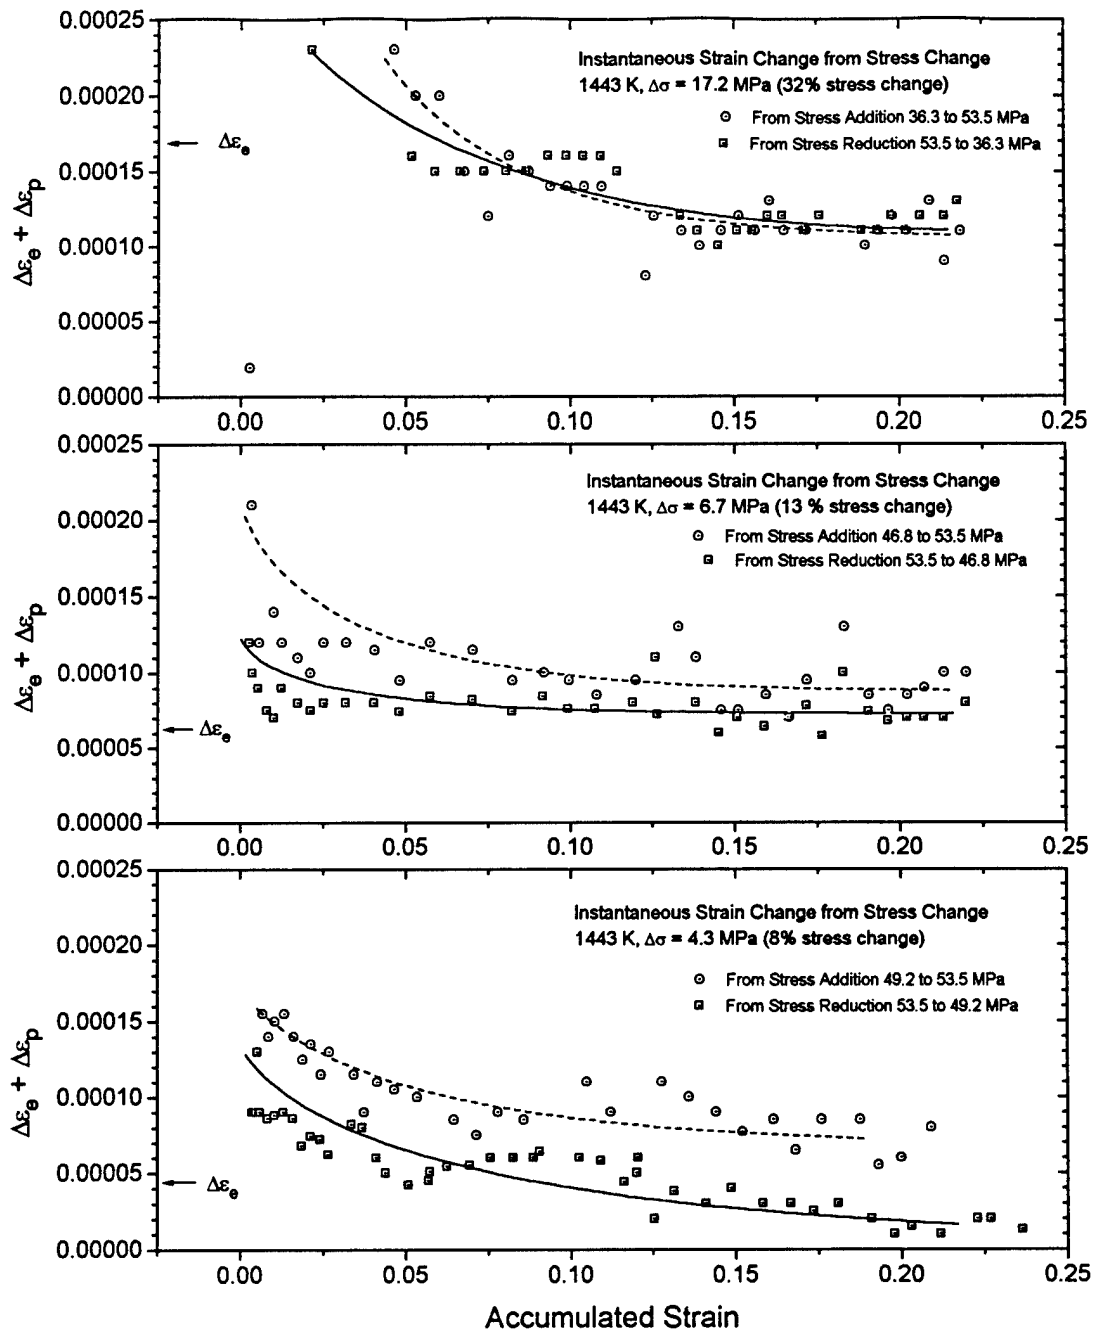 0.00025
Instantaneous Strain Change from Stress Change
1443 K, Δσ = 17.2 MPa (32% stress change)
0.00020
From Stress Addition 36.3 to 53.5 MPa
From Stress Reduction 53.5 to 36.3 MPa
Δεe
0.00015
0.00010
0.00005
0.00000
Δεe + Δεp
0.00 0.05 0.10 0.15 0.20 0.25
0.00025
Instantaneous Strain Change from Stress Change
1443 K, Δσ = 6.7 MPa (13 % stress change)
0.00020
From Stress Addition 46.8 to 53.5 MPa
From Stress Reduction 53.5 to 46.8 MPa
0.00015
0.00010
Δεe
0.00005
0.00000
Δεe + Δεp
0.00 0.05 0.10 0.15 0.20 0.25
0.00025
Instantaneous Strain Change from Stress Change
1443 K, Δσ = 4.3 MPa (8% stress change)
0.00020
From Stress Addition 49.2 to 53.5 MPa
From Stress Reduction 53.5 to 49.2 MPa
0.00015
0.00010
0.00005
Δεe
0.00000
Δεe + Δεp
0.00 0.05 0.10 0.15 0.20 0.25
Accumulated Strain